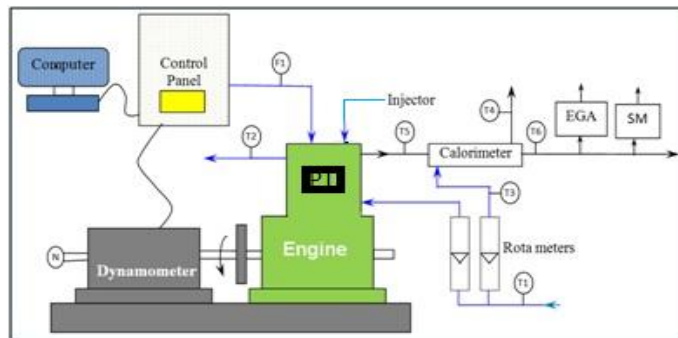 Computer
Control
Panel
F1
Injector
T4
EGA
SM
T2
T5
T6
Calorimeter
PT
T3
Engine
Rota meters
N
Dynamometer
T1